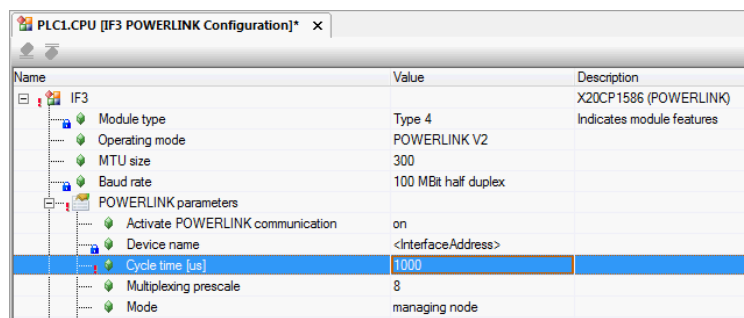 PLC1.CPU [IF3 POWERLINK Configuration]* X
Name Value Description
IF3 X20CP1586 (POWERLINK)
Module type Type 4 Indicates module features
Operating mode POWERLINK V2
MTU size 300
Baud rate 100 MBit half duplex
POWERLINK parameters
Activate POWERLINK communication on
Device name <InterfaceAddress>
Cycle time [us] 1000
Multiplexing prescale 8
Mode managing node